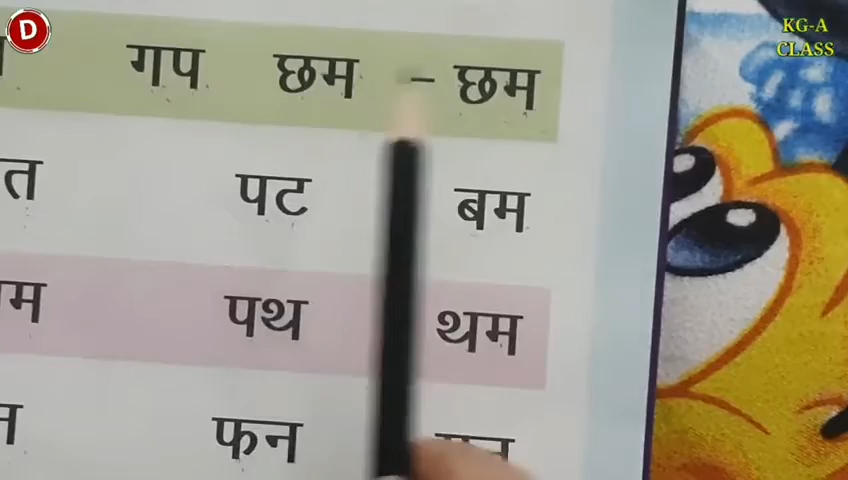 D
KG-A
CLASS
गप छम - छम
त पट बम
म पथ थम
न फन